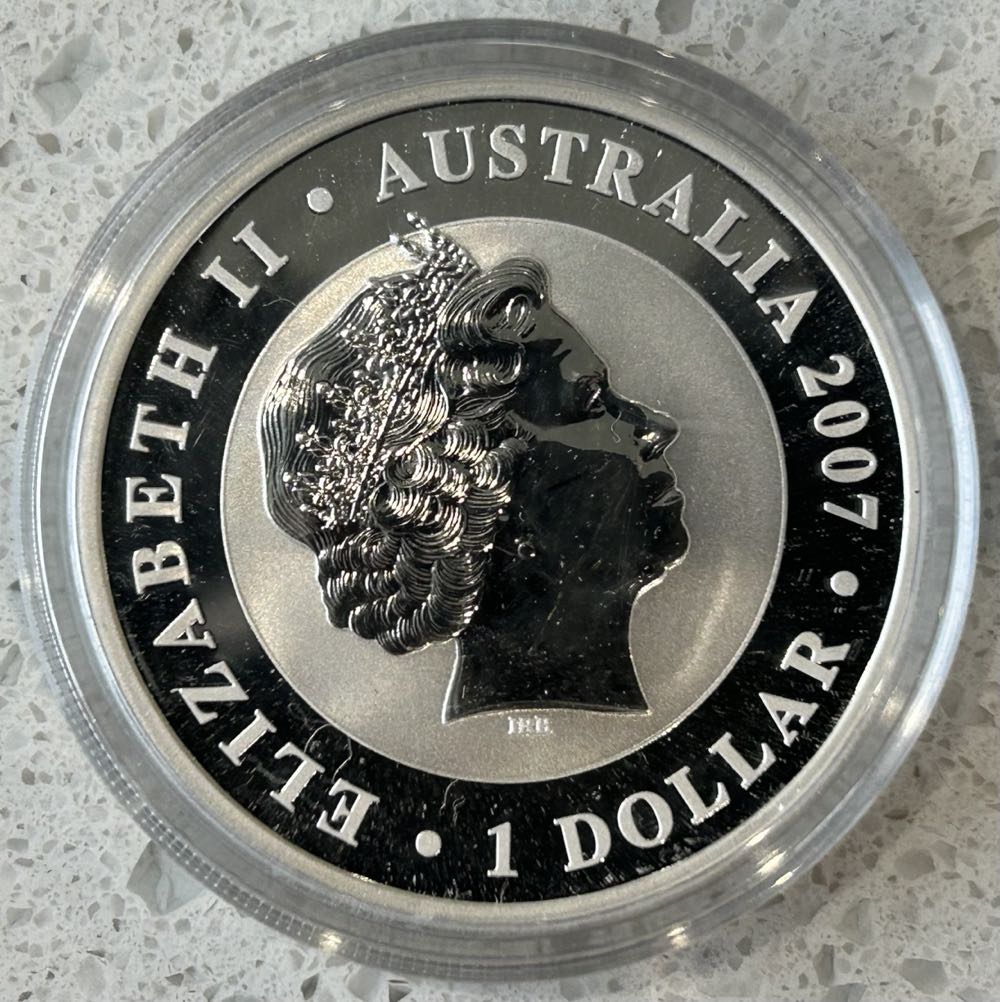 ELIZABETH II • AUSTRALIA 2007 • 1 DOLLAR •
IRB